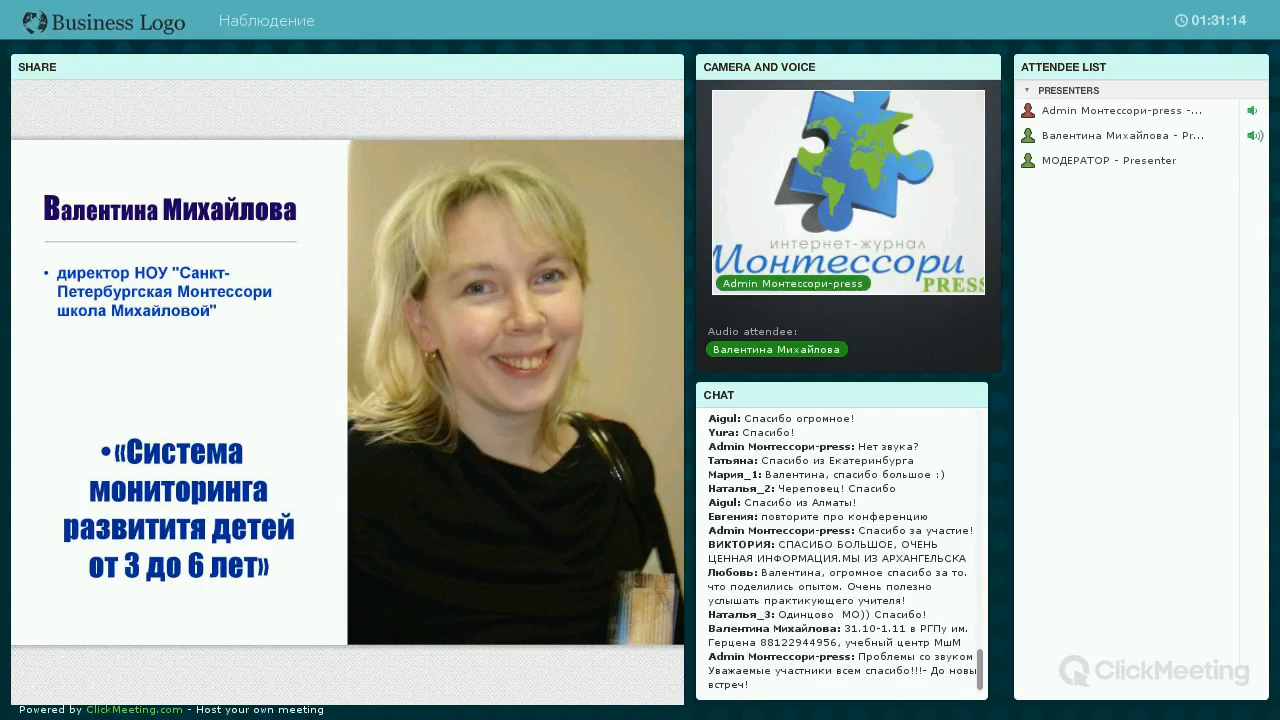 Business Logo
Наблюдение
01:31:14
SHARE
Валентина Михайлова
• директор НОУ "Санкт-
Петербургская Монтессори
школа Михайловой"
•«Система
мониторинга
развититя детей
от 3 до 6 лет»
CAMERA AND VOICE
интернет-журнал
Монтессори
PRESS
Admin Монтессори-press
Audio attendee:
Валентина Михайлова
CHAT
Aigul: Спасибо огромное!
Yura: Спасибо!
Admin Монтессори-press: Нет звука?
Татьяна: Спасибо из Екатеринбурга
Мария_1: Валентина, спасибо большое :)
Наталья_2: Череповец! Спасибо
Aigul: Спасибо из Алматы!
Евгения: повторите про конференцию
Admin Монтессори-press: Спасибо за участие!
ВИКТОРИЯ: СПАСИБО БОЛЬШОЕ, ОЧЕНЬ
ЦЕННАЯ ИНФОРМАЦИЯ.МЫ ИЗ АРХАНГЕЛЬСКА
Любовь: Валентина, огромное спасибо за то.
что поделились опытом. Очень полезно
услышать практикующего учителя!
Наталья_3: Одинцово  МО)) Спасибо!
Валентина Михайлова: 31.10-1.11 в РГПу им.
Герцена 88122944956, учебный центр МшМ
Admin Монтессори-press: Проблемы со звуком
Уважаемые участники всем спасибо!!!- До новы
встреч!
ATTENDEE LIST
PRESENTERS
Admin Монтессори-press -...
Валентина Михайлова - Pr...
МОДЕРАТОР - Presenter
ClickMeeting
Powered by ClickMeeting.com - Host your own meeting